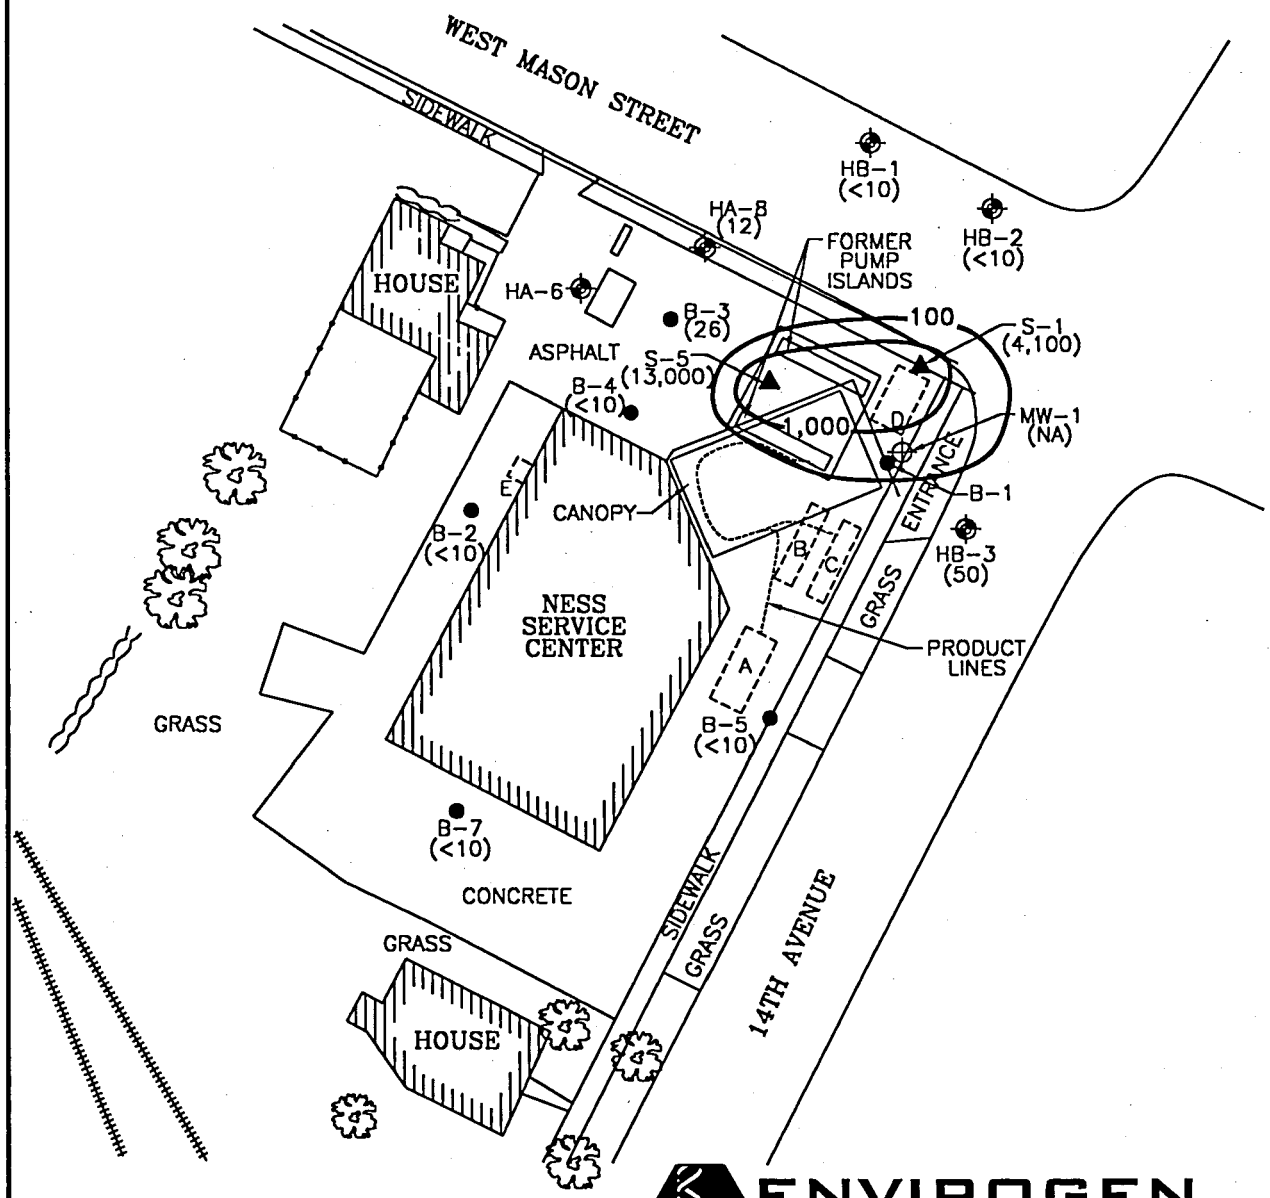 WEST MASON STREET
SIDEWALK
HB-1
(<10)
HA-8
(12)
HB-2
(<10)
FORMER
PUMP
ISLANDS
HOUSE
HA-6
B-3
(26)
100
S-1
(4,100)
ASPHALT
S-5
(13,000)
B-4
(<10)
1,000
D
MW-1
(NA)
ENTRANCE
E
CANOPY
B-1
B-2
(<10)
B
C
HB-3
(50)
GRASS
NESS
SERVICE
CENTER
PRODUCT
LINES
A
GRASS
B-5
(<10)
B-7
(<10)
CONCRETE
SIDEWALK
GRASS
14TH AVENUE
GRASS
HOUSE
ENVIROGEN